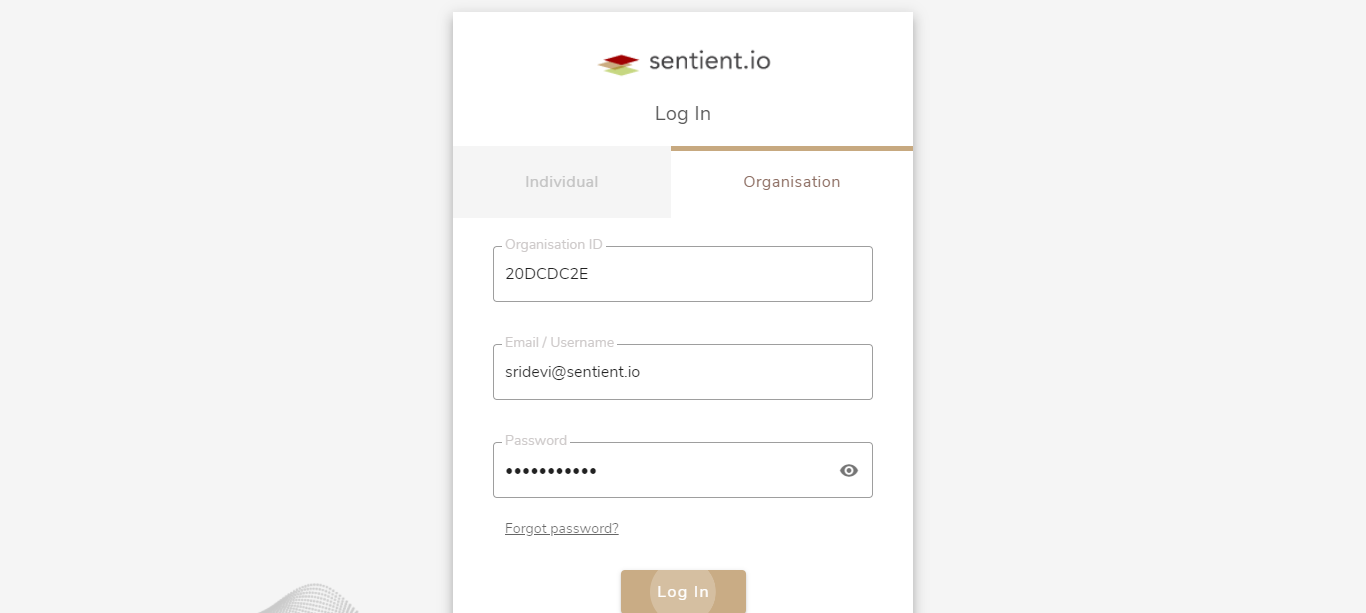 sentient.io
Log In
Individual
Organisation
Organisation ID
20DCDC2E
Email / Username
sridevi@sentient.io
Password
•••••••••••
Forgot password?
Log In